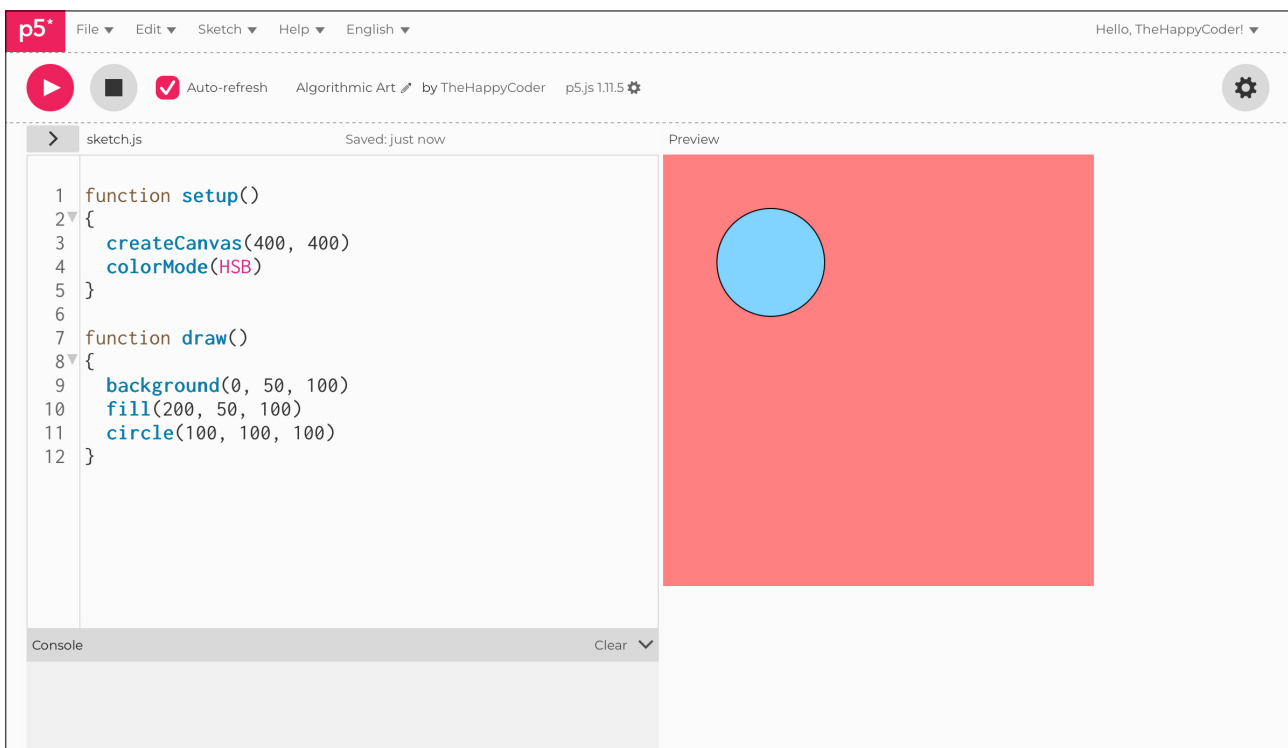 p5* File Edit Sketch Help English Hello, TheHappyCoder!
Auto-refresh Algorithmic Art by TheHappyCoder p5.js 1.11.5
sketch.js Saved: just now Preview
1 function setup()
2 {
3 createCanvas(400, 400)
4 colorMode(HSB)
5 }
6
7 function draw()
8 {
9 background(0, 50, 100)
10 fill(200, 50, 100)
11 circle(100, 100, 100)
12 }
Console Clear